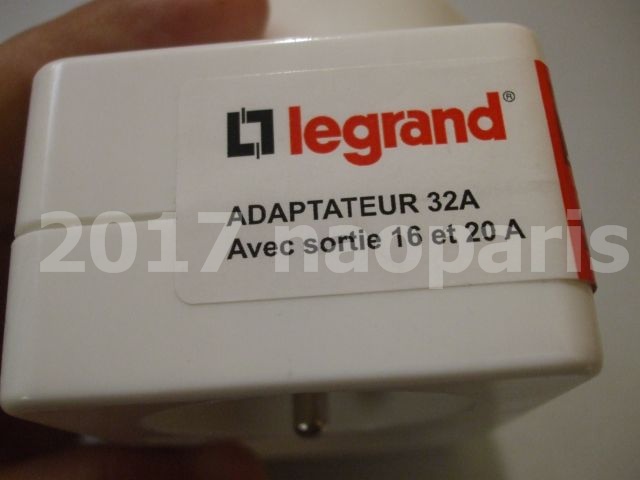 legrand®
ADAPTATEUR 32A
Avec sortie 16 et 20 A
2017 naoparis